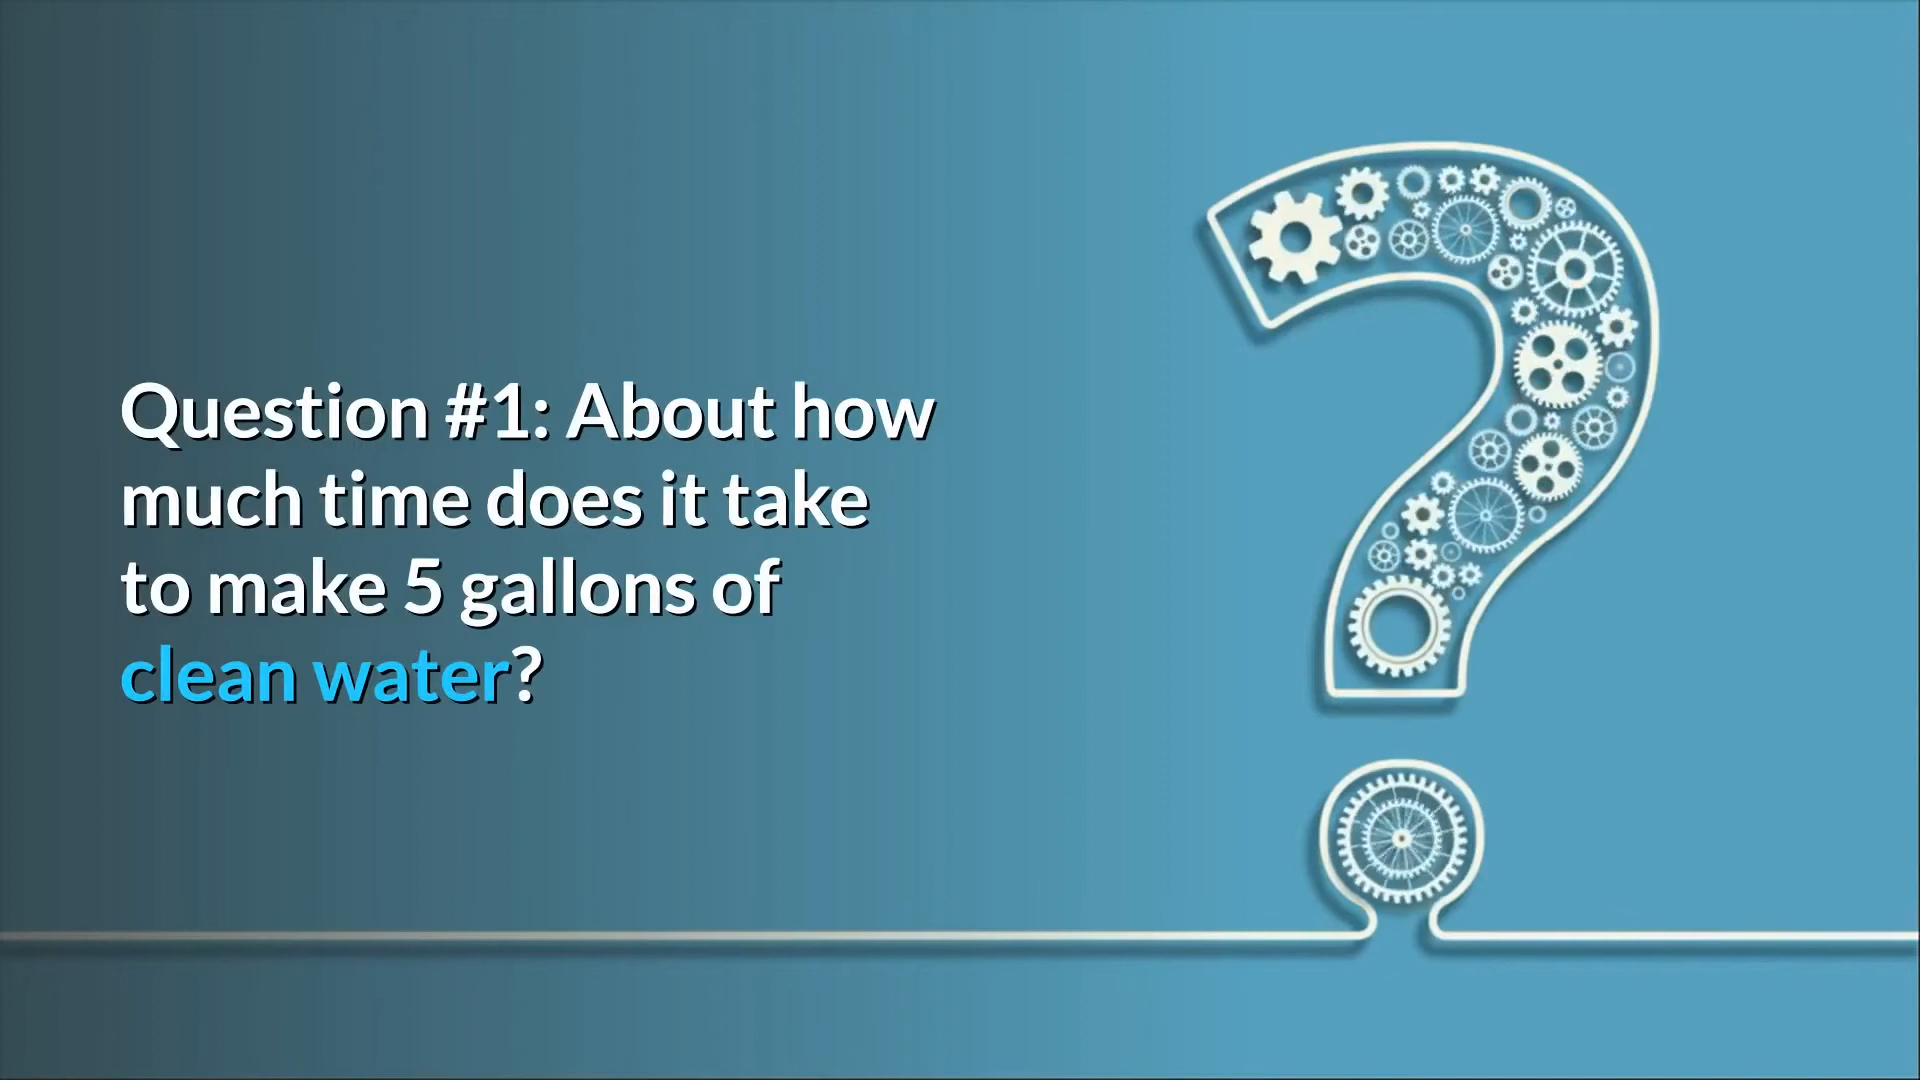 Question #1: About how
much time does it take
to make 5 gallons of
clean water?